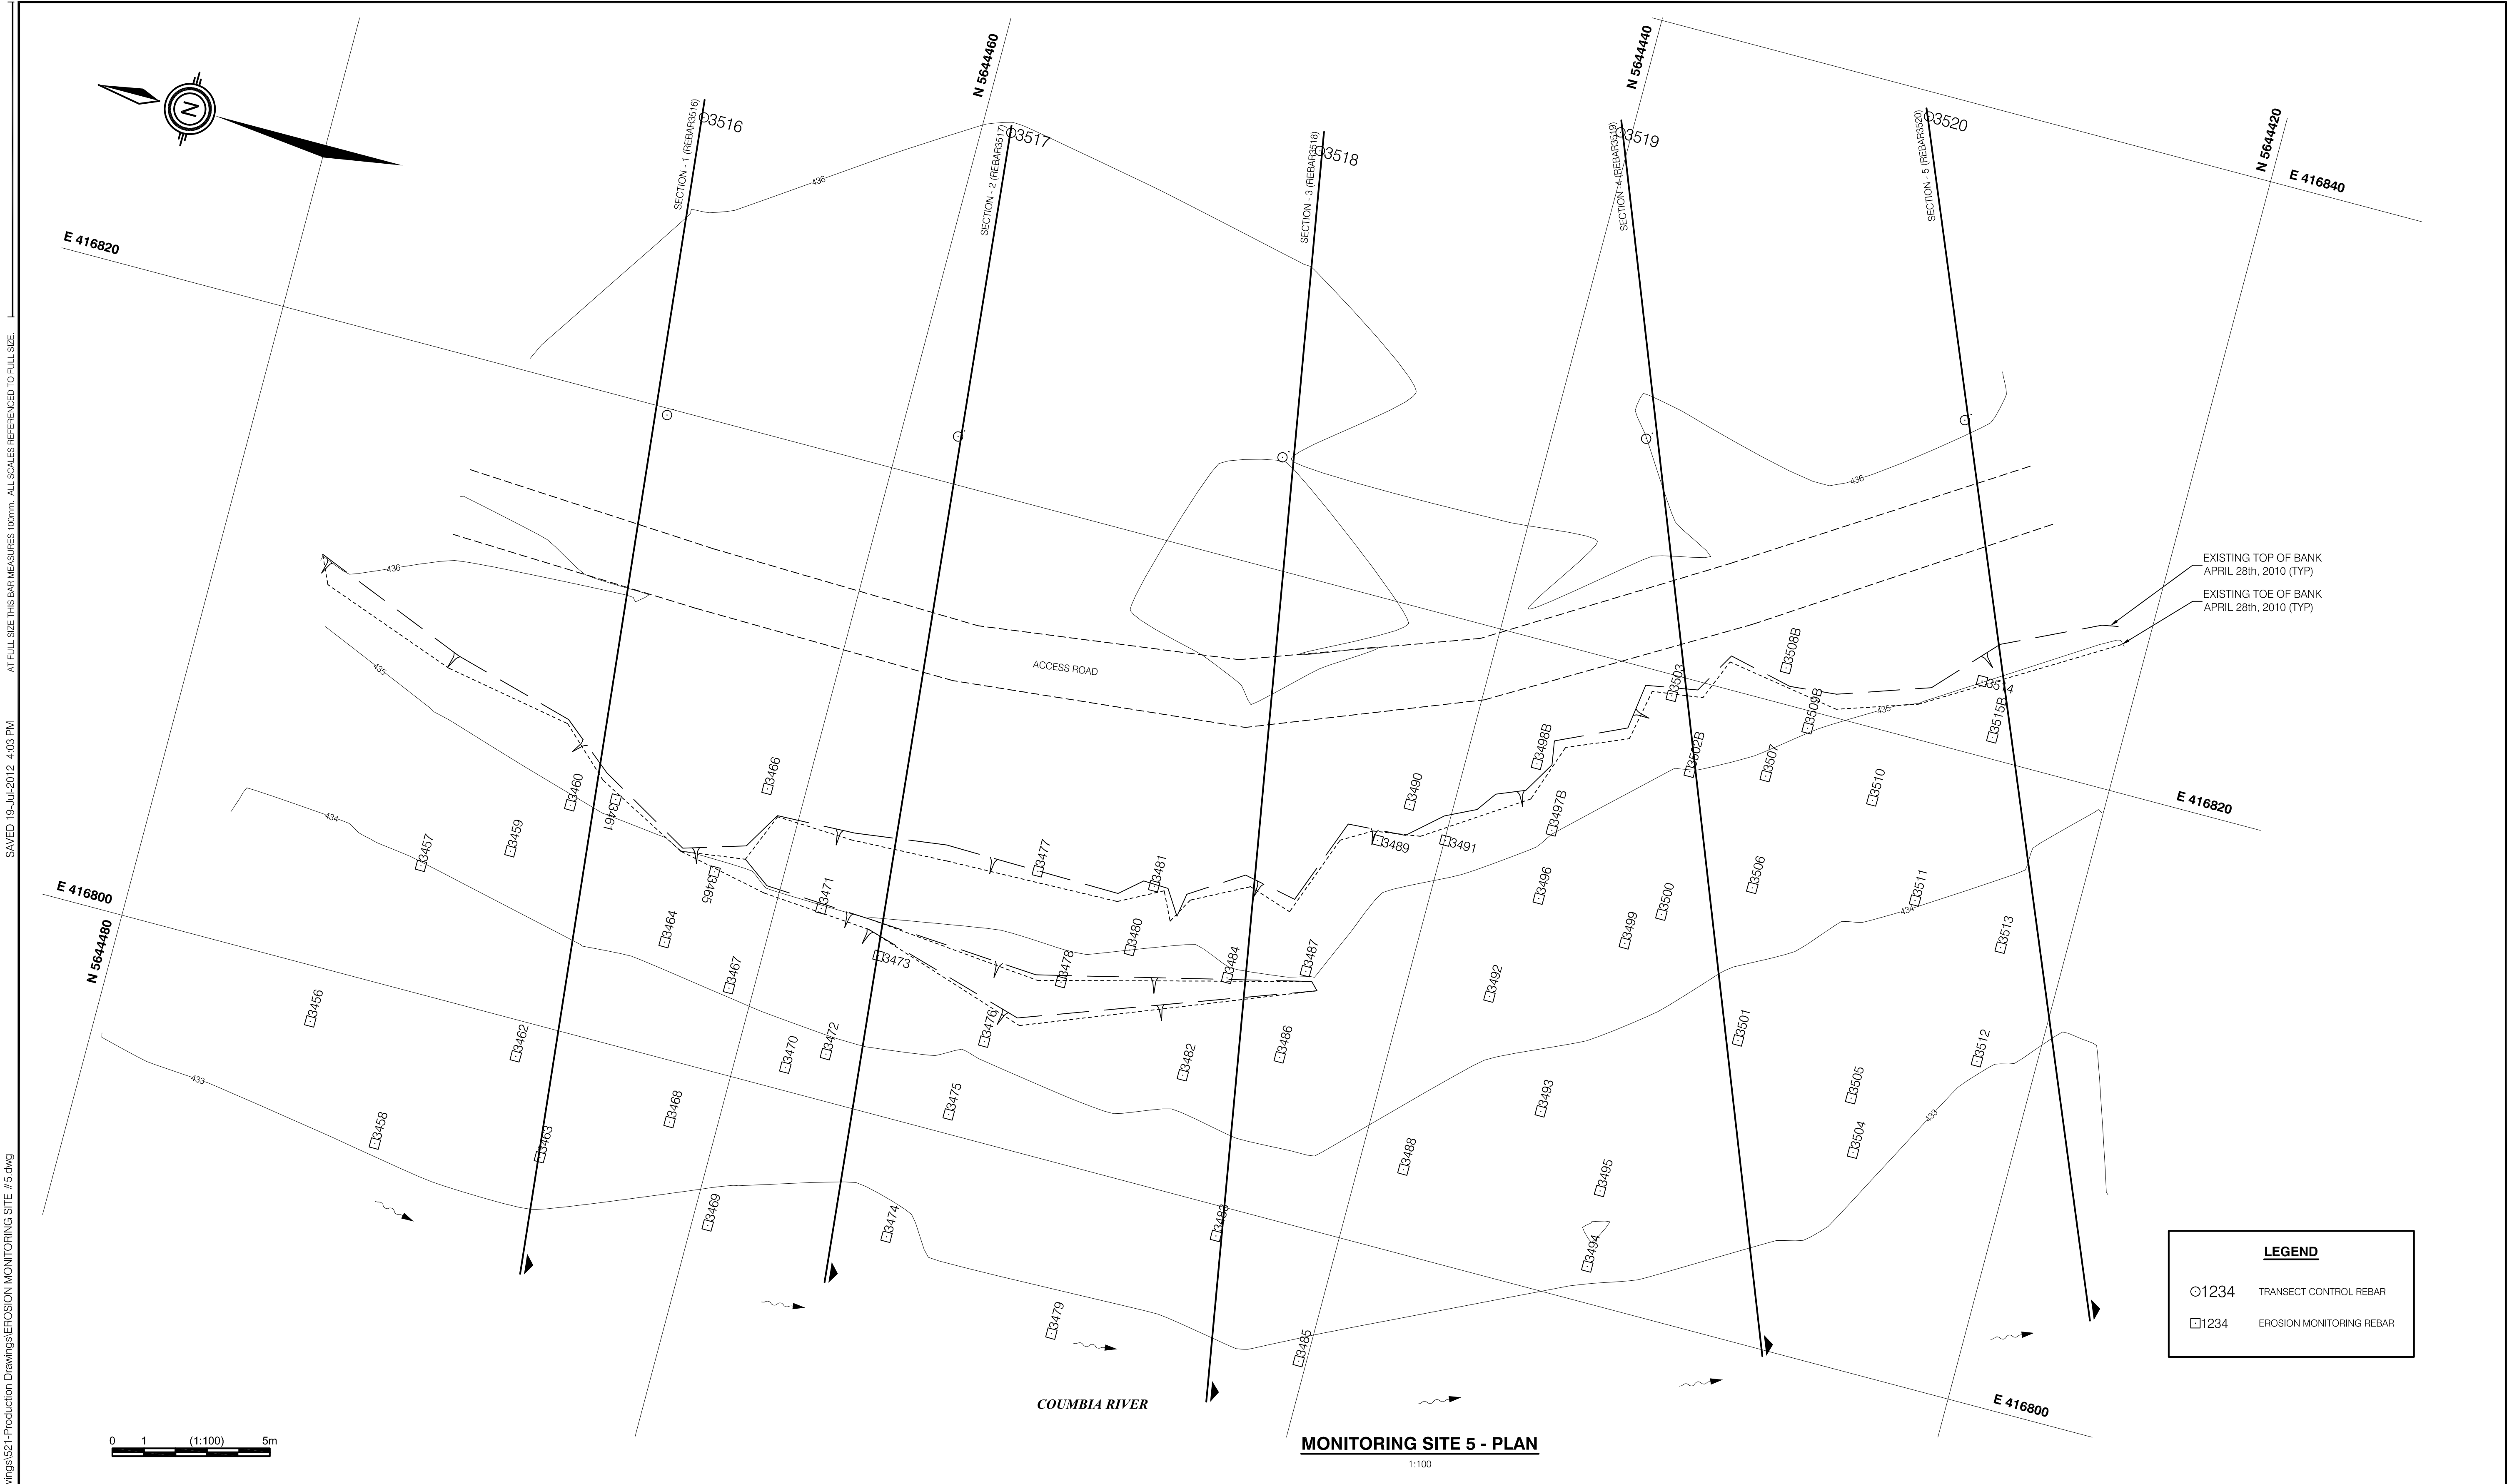 AT FULL SIZE THIS BAR MEASURES 100mm. ALL SCALES REFERENCED TO FULL SIZE.
SAVED 19-Jul-2012 4:03 PM
521-Production Drawings\EROSION MONITORING SITE #5.dwg
N
N 5644460
N 5644440
N 5644420
E 416840
E 416820
SECTION - 1 (REBAR3516)
3516
SECTION - 2 (REBAR3517)
3517
SECTION - 3 (REBAR3518)
3518
SECTION -4 (REBAR3519)
3519
SECTION - 5 (REBAR3520)
3520
436
436
436
EXISTING TOP OF BANK
APRIL 28th, 2010 (TYP)
EXISTING TOE OF BANK
APRIL 28th, 2010 (TYP)
ACCESS ROAD
435
435
3508B
3503
3514
3509B
3515B
3498B
3502B
3507
3510
3466
3460
3461
3490
3497B
3489
3491
E 416820
434
3457
3459
3477
3481
3465
3471
3496
3500
3506
3511
434
E 416800
N 5644480
3464
3480
3499
3513
3473
3467
3478
3484
3487
3492
3456
3462
3470
3472
3476
3482
3486
3501
3512
433
3458
3463
3468
3475
3488
3493
3505
3504
433
3469
3474
3483
3495
3494
3479
3485
E 416800
COUMBIA RIVER
LEGEND
1234 TRANSECT CONTROL REBAR
1234 EROSION MONITORING REBAR
0 1 (1:100) 5m
MONITORING SITE 5 - PLAN
1:100